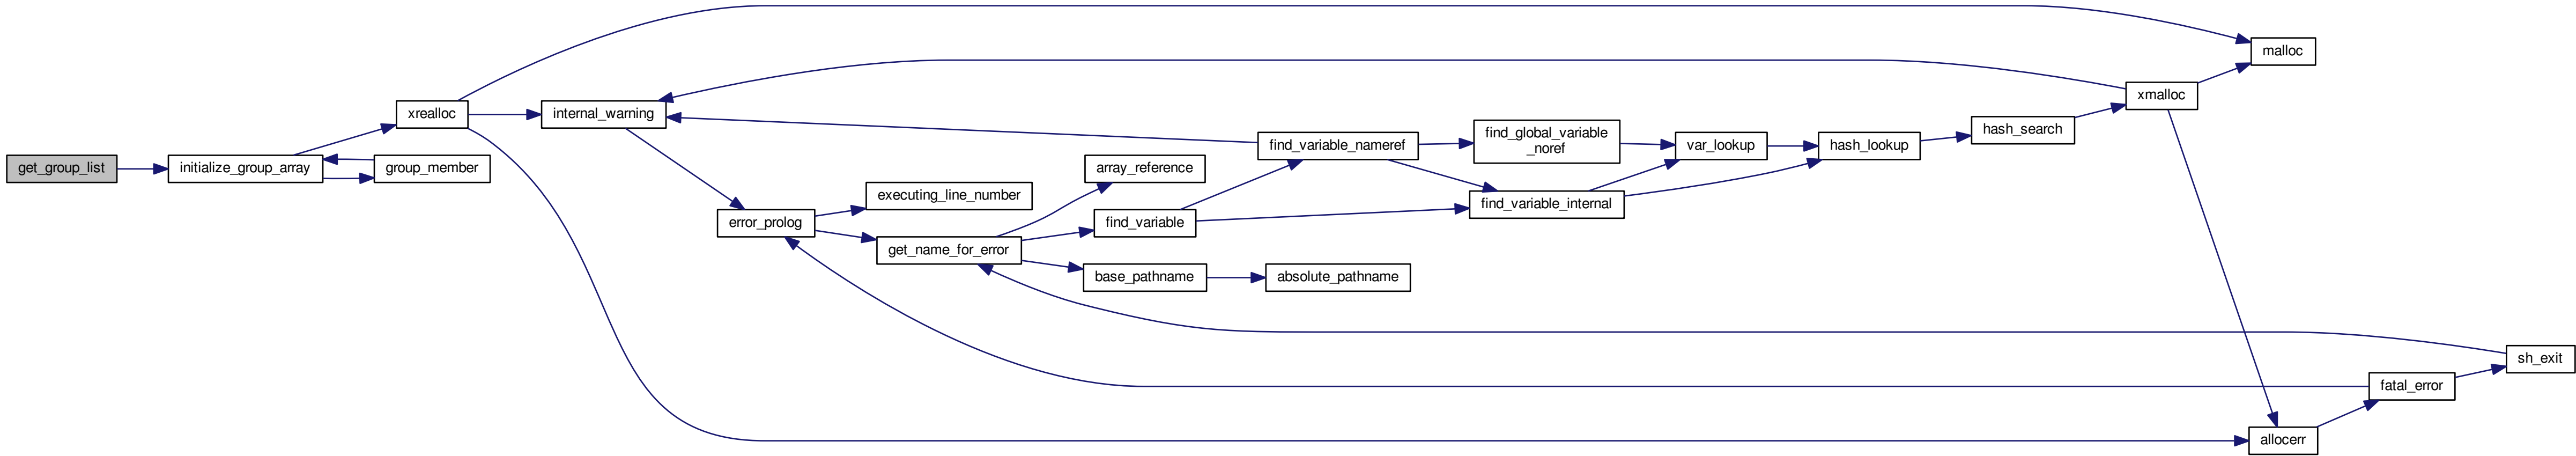 get_group_list
initialize_group_array
xrealloc
group_member
internal_warning
error_prolog
executing_line_number
get_name_for_error
array_reference
find_variable
base_pathname
absolute_pathname
find_variable_nameref
find_global_variable
_noref
find_variable_internal
var_lookup
hash_lookup
hash_search
xmalloc
malloc
allocerr
fatal_error
sh_exit